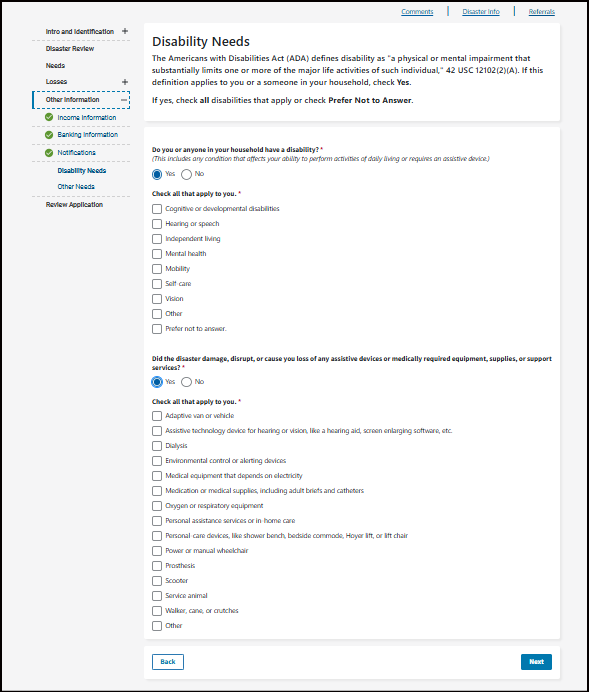 Comments
Disaster Info
Referrals
Intro and Identification +
Disaster Review
Needs
Losses +
Other Information –
Income Information
Banking Information
Notifications
Disability Needs
Other Needs
Review Application
Disability Needs
The Americans with Disabilities Act (ADA) defines disability as "a physical or mental impairment that
substantially limits one or more of the major life activities of such individual," 42 USC 12102(2)(A). If this
definition applies to you or a someone in your household, check Yes.
If yes, check all disabilities that apply or check Prefer Not to Answer.
Do you or anyone in your household have a disability? *
(This includes any condition that affects your ability to perform activities of daily living or requires an assistive device.)
Yes No
Check all that apply to you. *
Cognitive or developmental disabilities
Hearing or speech
Independent living
Mental health
Mobility
Self-care
Vision
Other
Prefer not to answer.
Did the disaster damage, disrupt, or cause you loss of any assistive devices or medically required equipment, supplies, or support
services? *
Yes No
Check all that apply to you. *
Adaptive van or vehicle
Assistive technology device for hearing or vision, like a hearing aid, screen enlarging software, etc.
Dialysis
Environmental control or alerting devices
Medical equipment that depends on electricity
Medication or medical supplies, including adult briefs and catheters
Oxygen or respiratory equipment
Personal assistance services or in-home care
Personal care devices, like shower bench, bedside commode, Hoyer lift, or lift chair
Power or manual wheelchair
Prosthesis
Scooter
Service animal
Walker, cane, or crutches
Other
Back
Next